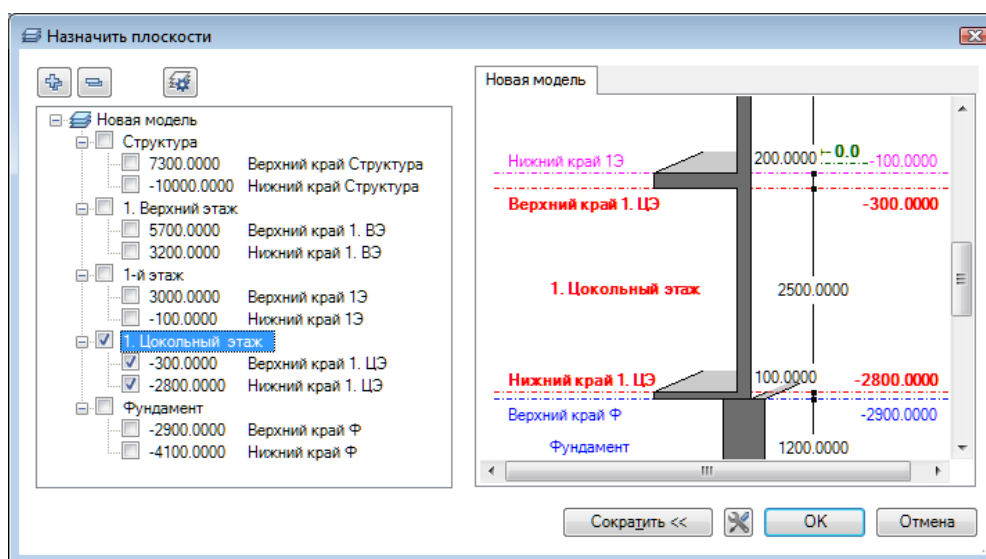 Назначить плоскости
Новая модель
Структура
7300.0000 Верхний край Структура
-10000.0000 Нижний край Структура
1. Верхний этаж
5700.0000 Верхний край 1. ВЭ
3200.0000 Нижний край 1. ВЭ
1-й этаж
3000.0000 Верхний край 1Э
-100.0000 Нижний край 1Э
1. Цокольный этаж
-300.0000 Верхний край 1. ЦЭ
-2800.0000 Нижний край 1. ЦЭ
Фундамент
-2900.0000 Верхний край Ф
-4100.0000 Нижний край Ф
Новая модель
Нижний край 1Э 200.0000 0.0 -100.0000
Верхний край 1. ЦЭ -300.0000
1. Цокольный этаж 2500.0000
Нижний край 1. ЦЭ 100.0000 -2800.0000
Верхний край Ф -2900.0000
Фундамент 1200.0000
Сократить << OK Отмена